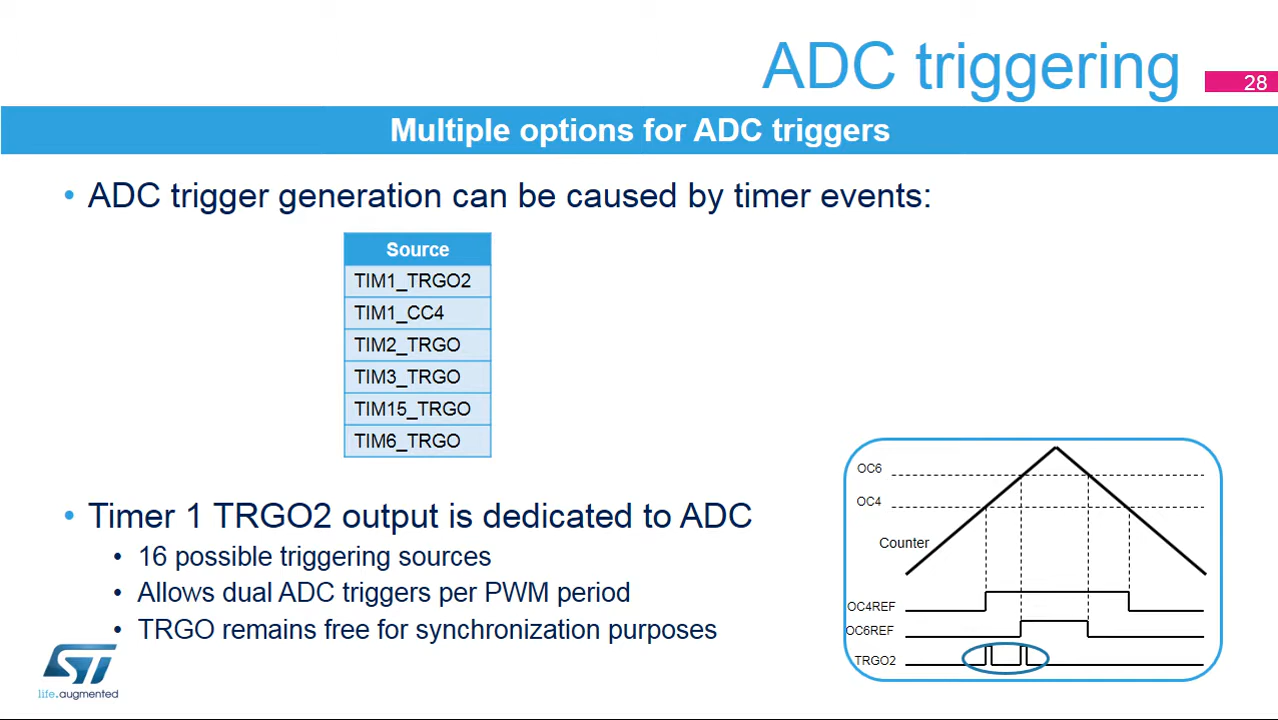 ADC triggering
28
Multiple options for ADC triggers
• ADC trigger generation can be caused by timer events:
Source
TIM1_TRGO2
TIM1_CC4
TIM2_TRGO
TIM3_TRGO
TIM15_TRGO
TIM6_TRGO
• Timer 1 TRGO2 output is dedicated to ADC
• 16 possible triggering sources
• Allows dual ADC triggers per PWM period
• TRGO remains free for synchronization purposes
OC6
OC4
Counter
OC4REF
OC6REF
TRGO2
ST
life.augmented